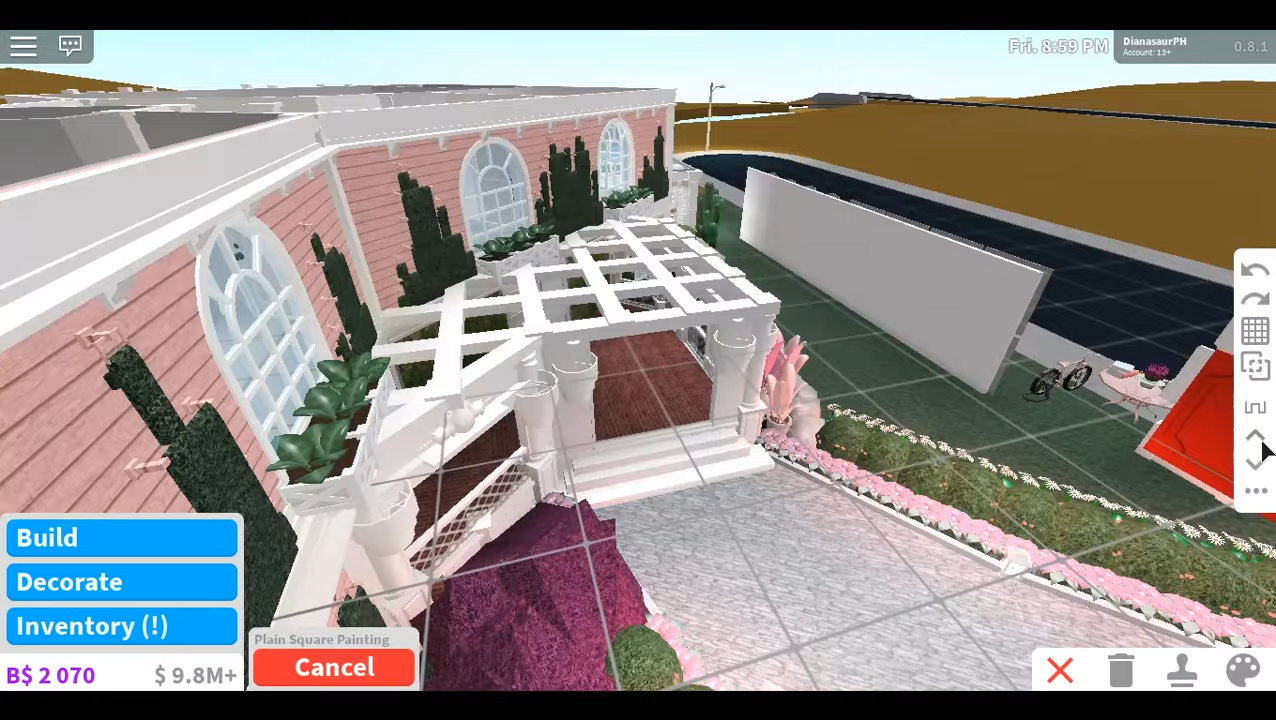 Fri. 8:59 PM
DianasaurPH
Account: 13+
0.8.1
Build
Decorate
Inventory (!)
B$ 2 070
$ 9.8M+
Plain Square Painting
Cancel